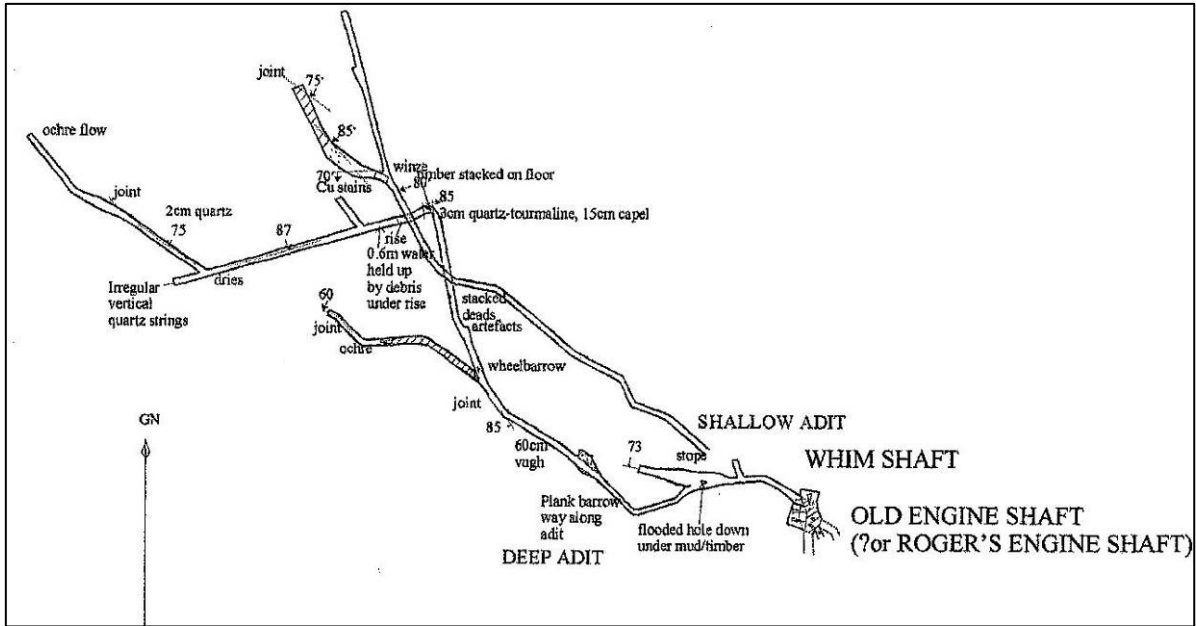 joint
75°
ochre flow
85°
joint
70°
Cu stains
winze
timber stacked on floor
80
85
3cm quartz-tourmaline, 15cm capel
2cm quartz
75
87
rise
0.6m water
held up
by debris
under rise
dries
Irregular
vertical
quartz strings
60
joint
ochre
stacked
deads
artefacts
wheelbarrow
joint
85
60cm
vugh
GN
SHALLOW ADIT
73
stope
WHIM SHAFT
Plank barrow
way along
adit
flooded hole down
under mud/timber
DEEP ADIT
OLD ENGINE SHAFT
(?or ROGER'S ENGINE SHAFT)